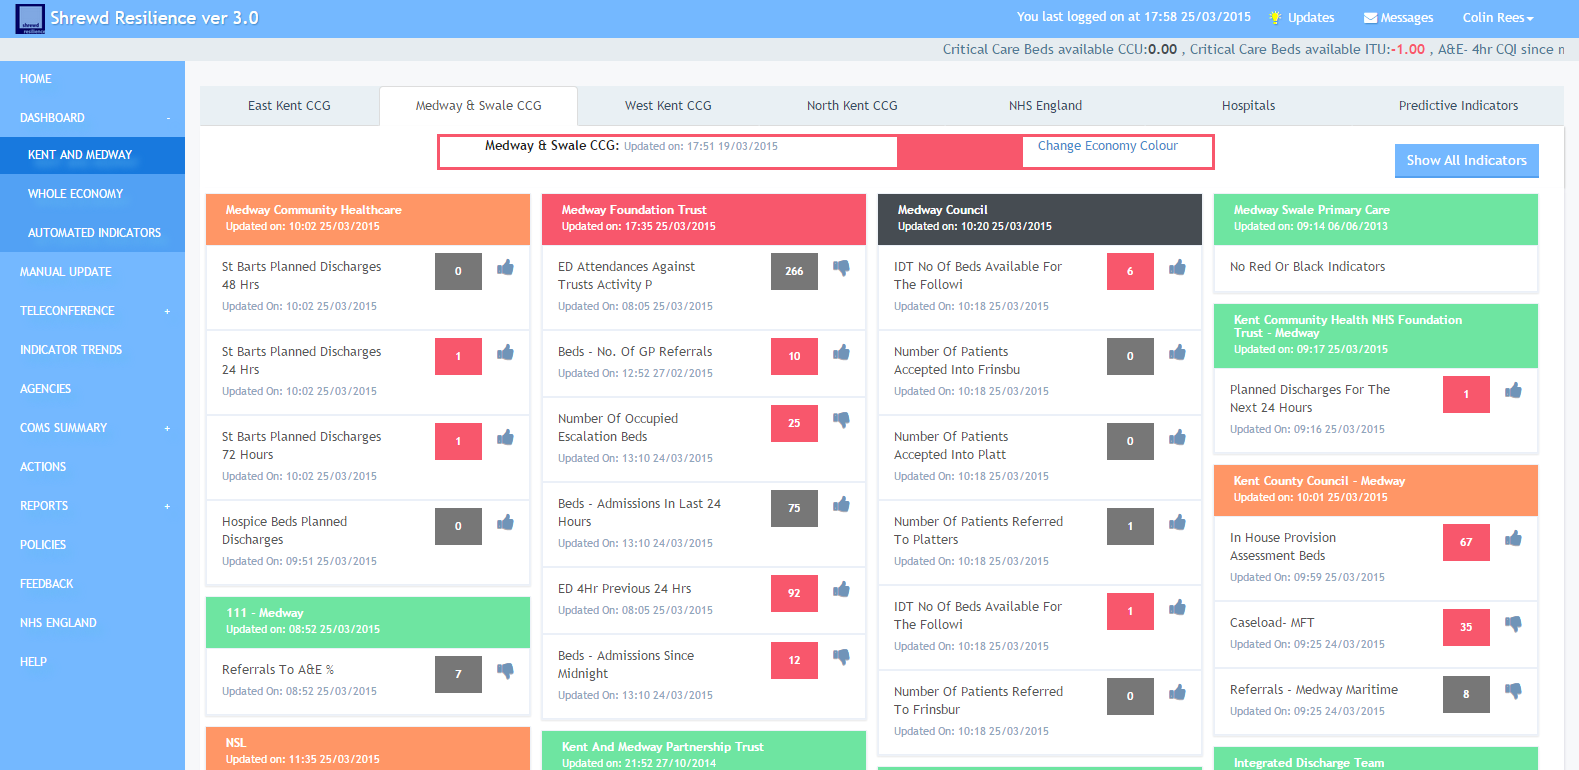 shrewd
resilience
Shrewd Resilience ver 3.0
You last logged on at 17:58 25/03/2015
Updates
Messages
Colin Rees
Critical Care Beds available CCU:0.00 , Critical Care Beds available ITU:-1.00 , A&E- 4hr CQI since
HOME
DASHBOARD -
KENT AND MEDWAY
WHOLE ECONOMY
AUTOMATED INDICATORS
MANUAL UPDATE
TELECONFERENCE +
INDICATOR TRENDS
AGENCIES
COMS SUMMARY +
ACTIONS
REPORTS +
POLICIES
FEEDBACK
NHS ENGLAND
HELP
East Kent CCG
Medway & Swale CCG
West Kent CCG
North Kent CCG
NHS England
Hospitals
Predictive Indicators
Medway & Swale CCG: Updated on: 17:51 19/03/2015
Change Economy Colour
Show All Indicators
Medway Community Healthcare
Updated on: 10:02 25/03/2015
St Barts Planned Discharges
48 Hrs
0
Updated On: 10:02 25/03/2015
St Barts Planned Discharges
24 Hrs
1
Updated On: 10:02 25/03/2015
St Barts Planned Discharges
72 Hours
1
Updated On: 10:02 25/03/2015
Hospice Beds Planned
Discharges
0
Updated On: 09:51 25/03/2015
111 - Medway
Updated on: 08:52 25/03/2015
Referrals To A&E %
7
Updated On: 08:52 25/03/2015
NSL
Updated on: 11:35 25/03/2015
Medway Foundation Trust
Updated on: 17:35 25/03/2015
ED Attendances Against
Trusts Activity P
266
Updated On: 08:05 25/03/2015
Beds - No. Of GP Referrals
10
Updated On: 12:52 27/02/2015
Number Of Occupied
Escalation Beds
25
Updated On: 13:10 24/03/2015
Beds - Admissions In Last 24
Hours
75
Updated On: 13:10 24/03/2015
ED 4Hr Previous 24 Hrs
92
Updated On: 08:05 25/03/2015
Beds - Admissions Since
Midnight
12
Updated On: 13:10 24/03/2015
Kent And Medway Partnership Trust
Updated on: 21:52 27/10/2014
Medway Council
Updated on: 10:20 25/03/2015
IDT No Of Beds Available For
The Followi
6
Updated On: 10:18 25/03/2015
Number Of Patients
Accepted Into Frinsbu
0
Updated On: 10:18 25/03/2015
Number Of Patients
Accepted Into Platt
0
Updated On: 10:18 25/03/2015
Number Of Patients Referred
To Platters
1
Updated On: 10:18 25/03/2015
IDT No Of Beds Available For
The Followi
1
Updated On: 10:18 25/03/2015
Number Of Patients Referred
To Frinsbur
0
Updated On: 10:18 25/03/2015
Medway Swale Primary Care
Updated on: 09:14 06/06/2013
No Red Or Black Indicators
Kent Community Health NHS Foundation
Trust - Medway
Updated on: 09:17 25/03/2015
Planned Discharges For The
Next 24 Hours
1
Updated On: 09:16 25/03/2015
Kent County Council - Medway
Updated on: 10:01 25/03/2015
In House Provision
Assessment Beds
67
Updated On: 09:59 25/03/2015
Caseload- MFT
35
Updated On: 09:25 24/03/2015
Referrals - Medway Maritime
8
Updated On: 09:25 24/03/2015
Integrated Discharge Team